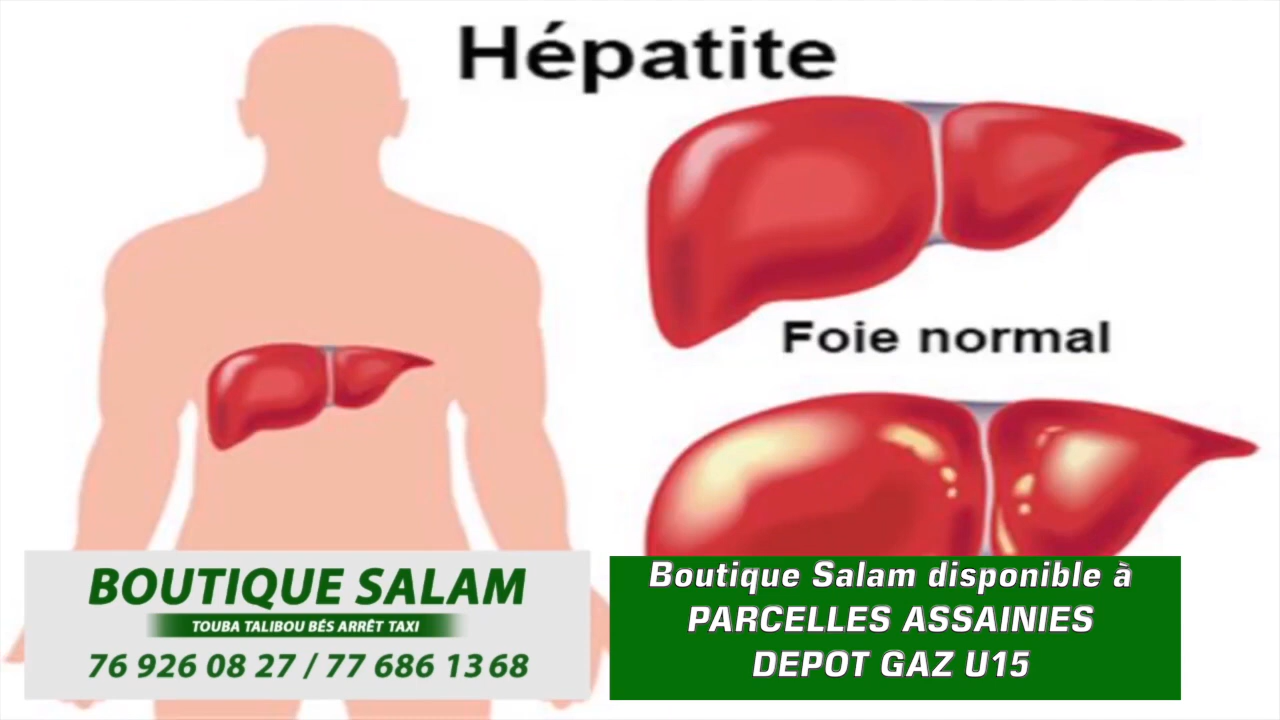 Hépatite
Foie normal
BOUTIQUE SALAM
TOUBA TALIBOU BÉS ARRÊT TAXI
76 926 08 27 / 77 686 13 68
Boutique Salam disponible à
PARCELLES ASSAINIES
DEPOT GAZ U15